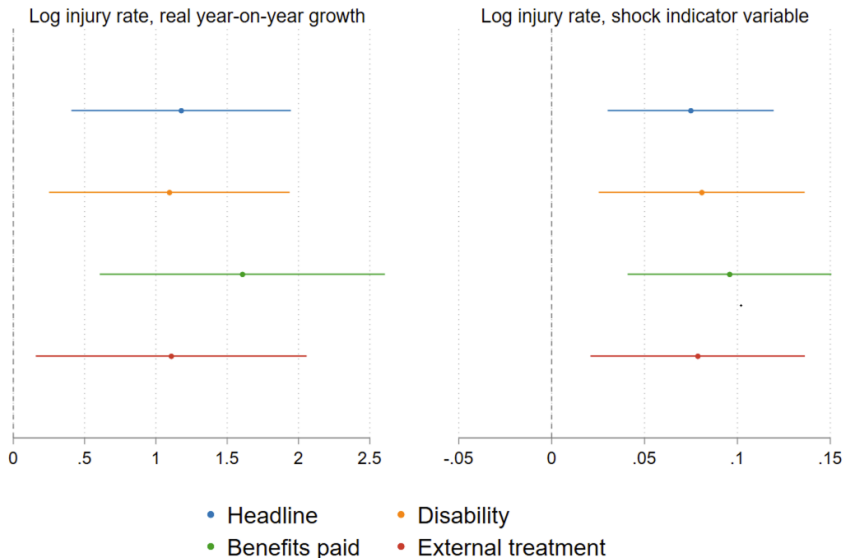 Log injury rate, real year-on-year growth
Log injury rate, shock indicator variable
0 .5 1 1.5 2 2.5
-.05 0 .05 .1 .15
Headline
Disability
Benefits paid
External treatment